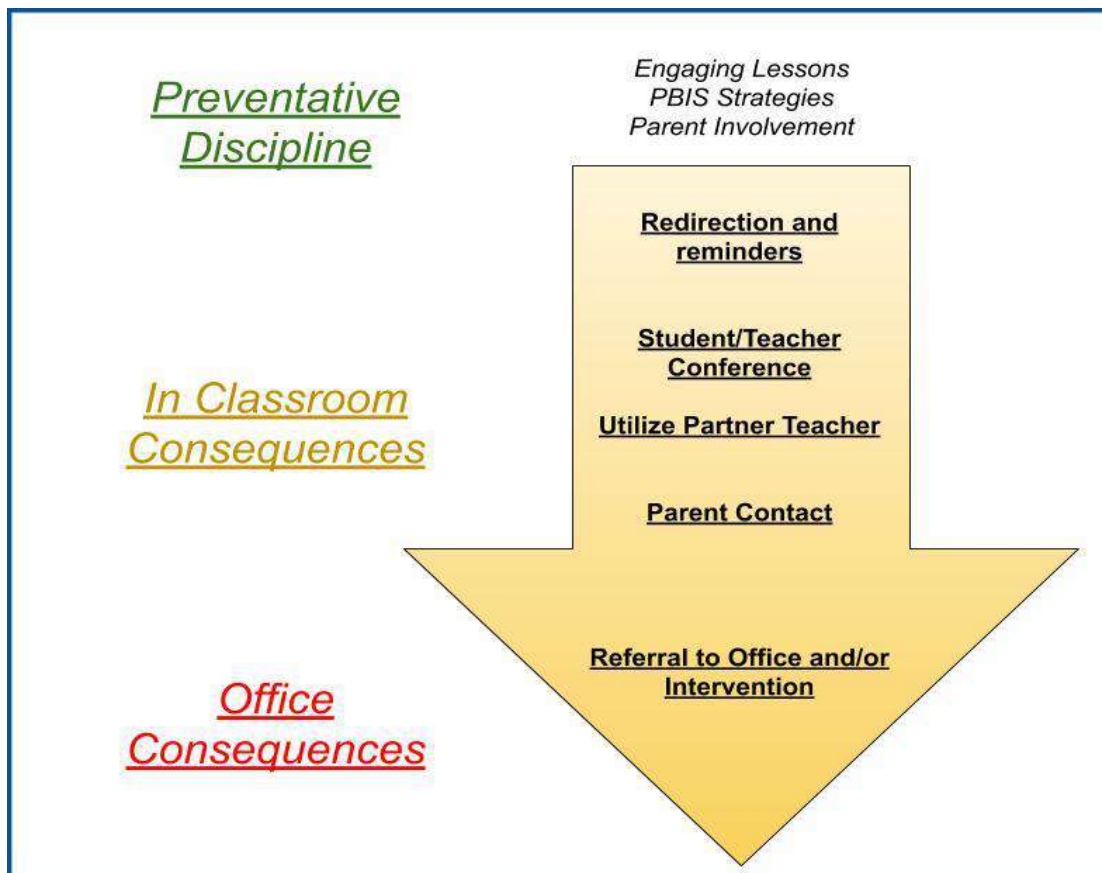 Preventative
Discipline
Engaging Lessons
PBIS Strategies
Parent Involvement
Redirection and
reminders
Student/Teacher
Conference
In Classroom
Consequences
Utilize Partner Teacher
Parent Contact
Referral to Office and/or
Intervention
Office
Consequences